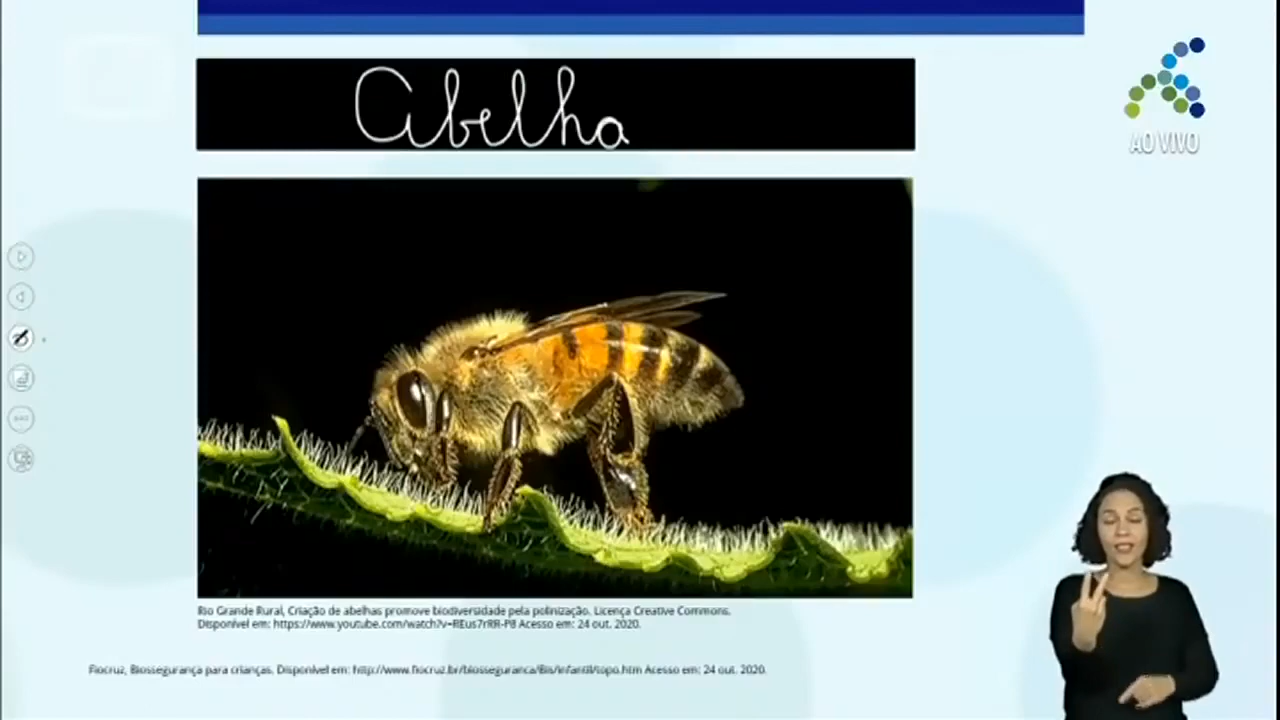 Abelha
AO VIVO
Rio Grande Rural, Criação de abelhas promove biodiversidade pela polinização. Licença Creative Commons.
Disponível em: https://www.youtube.com/watch?v=REus7rRR-P8 Acesso em: 24 out. 2020.
Fiocruz, Biossegurança para crianças. Disponível em: http://www.fiocruz.br/biosseguranca/Bis/infantil/topo.htm Acesso em: 24 out. 2020.